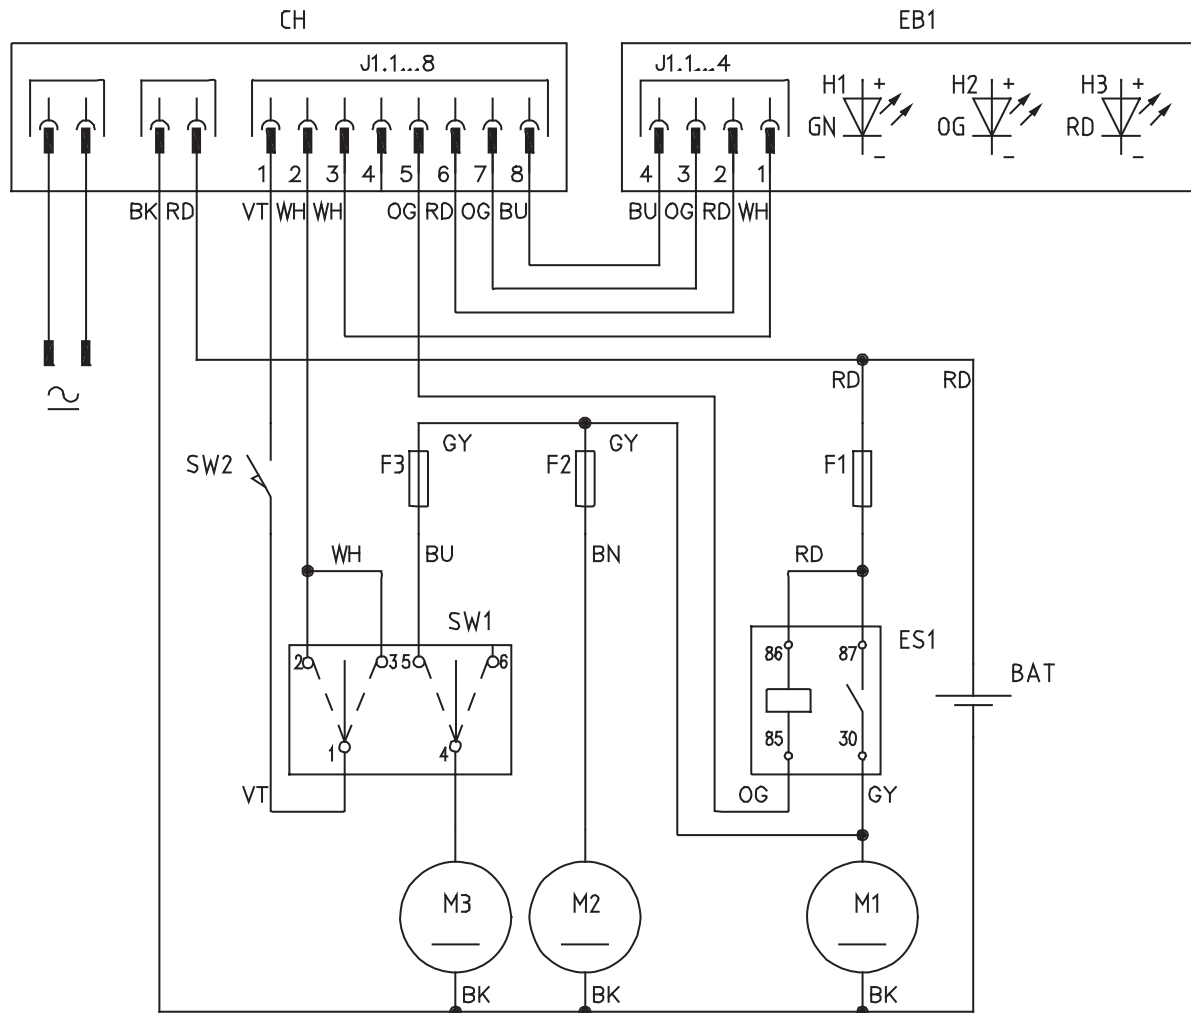 CH EB1
J1.1...8 J1.1...4
H1 + H2 + H3 +
GN OG RD
- - -
1 2 3 4 5 6 7 8 4 3 2 1
BK RD VT WH WH OG RD OG BU BU OG RD WH
RD RD
GY GY
SW2 F3 F2 F1
WH BU BN RD
SW1 ES1
2 3 5 6 86 87
BAT
1 4 85 30
VT OG GY
M3 M2 M1
BK BK BK